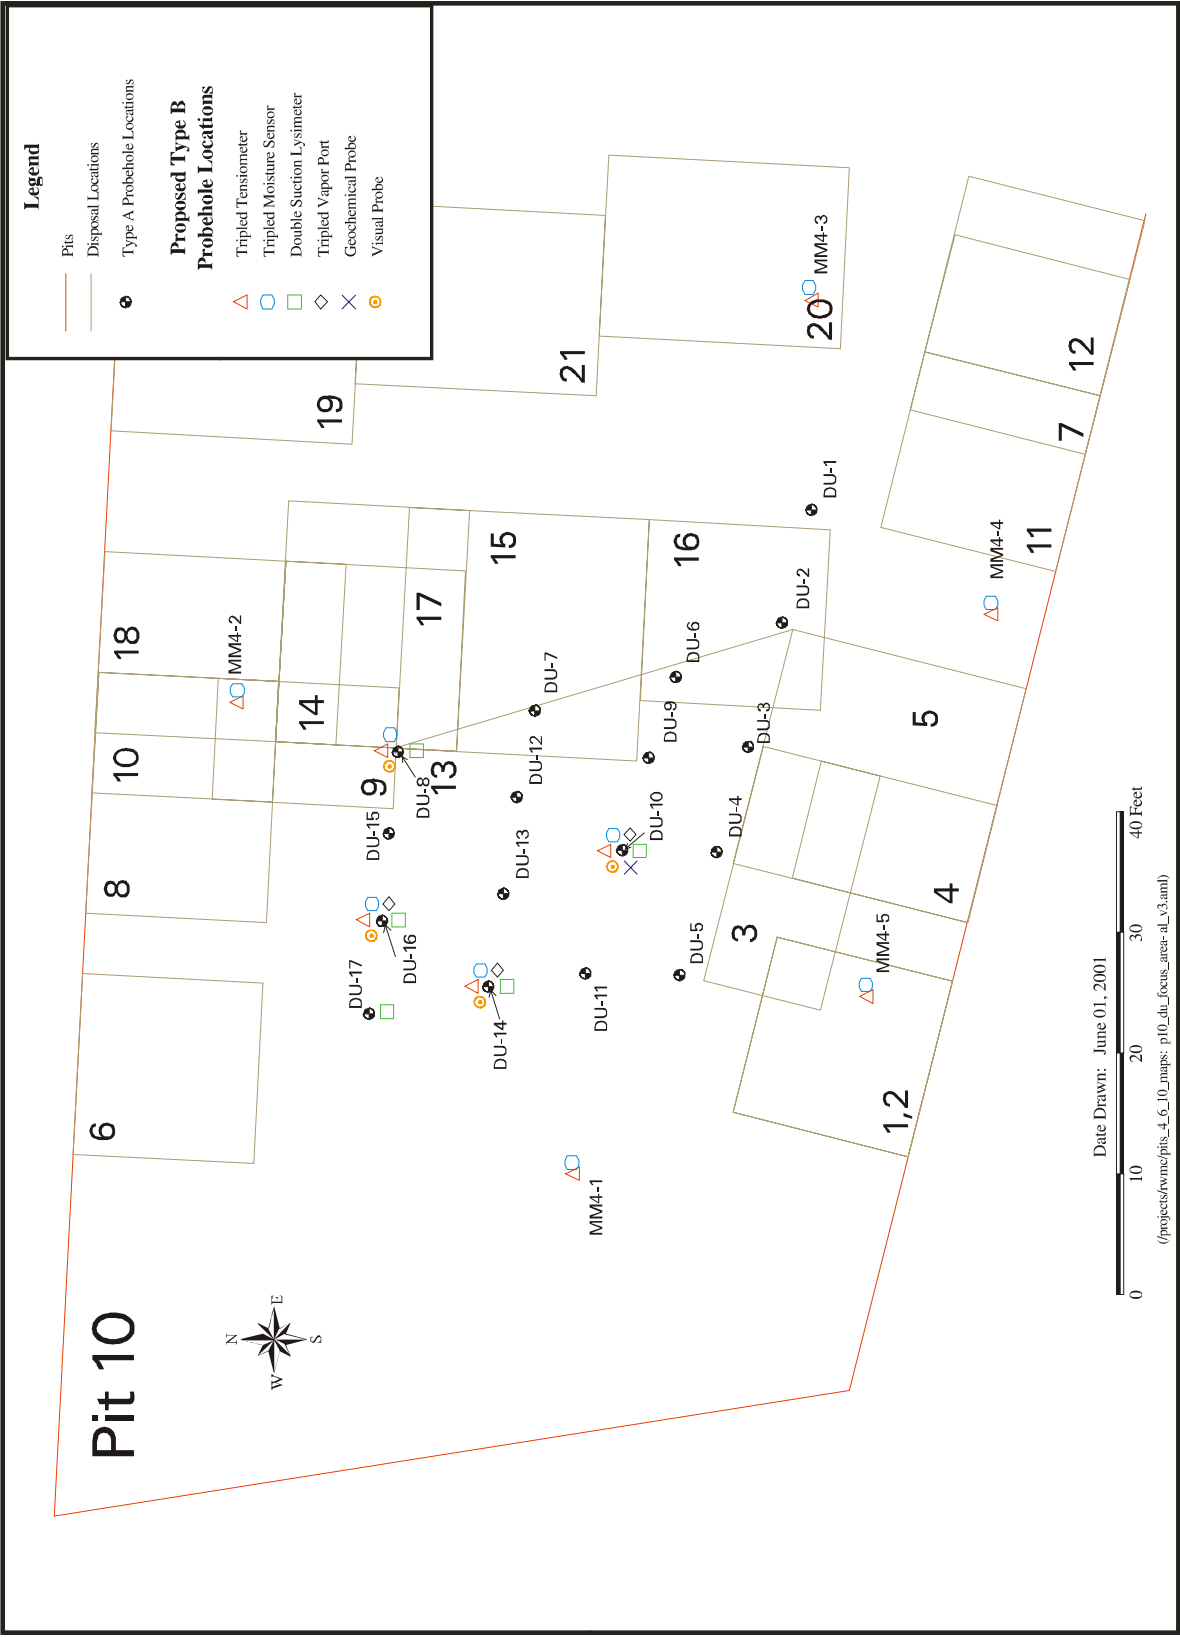 Pit 10
N
E
S
W
Legend
Pits
Disposal Locations
Type A Probehole Locations
Proposed Type B
Probehole Locations
Tripled Tensiometer
Tripled Moisture Sensor
Double Suction Lysimeter
Tripled Vapor Port
Geochemical Probe
Visual Probe
6
8
10
18
19
MM4-2
14
9
17
13
15
21
16
20
MM4-3
DU-15
DU-8
DU-16
DU-17
DU-12
DU-7
DU-13
DU-14
DU-11
DU-10
DU-9
DU-6
DU-2
DU-1
DU-3
DU-4
DU-5
MM4-1
3
MM4-5
1,2
4
5
MM4-4
11
7
12
Date Drawn: June 01, 2001
0
10
20
30
40 Feet
(/projects/rwmc/pits_4_6_10_maps: p10_du_focus_area-al_v3.aml)